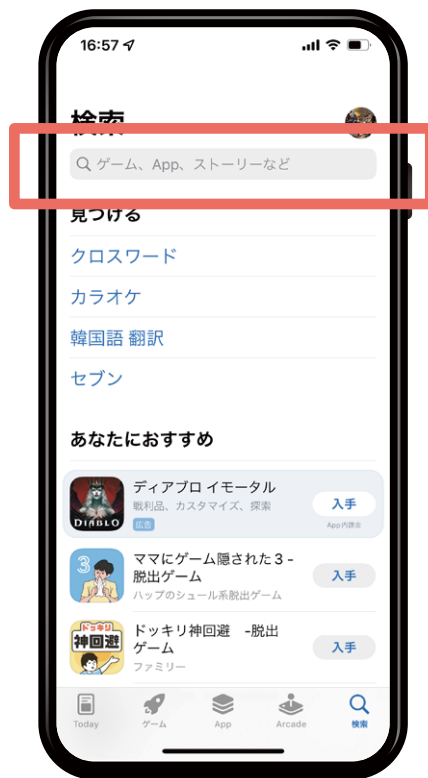 16:57
検索
ゲーム、App、ストーリーなど
見つける
クロスワード
カラオケ
韓国語 翻訳
セブン
あなたにおすすめ
ディアブロ イモータル
戦利品、カスタマイズ、探索
広告
入手
App内課金
DIABLO
ママにゲーム隠された３-
脱出ゲーム
ハップのシュール系脱出ゲーム
入手
3
ドッキリ神回避 -脱出
ゲーム
ファミリー
入手
ドッキリ
神回避
Today
ゲーム
App
Arcade
検索